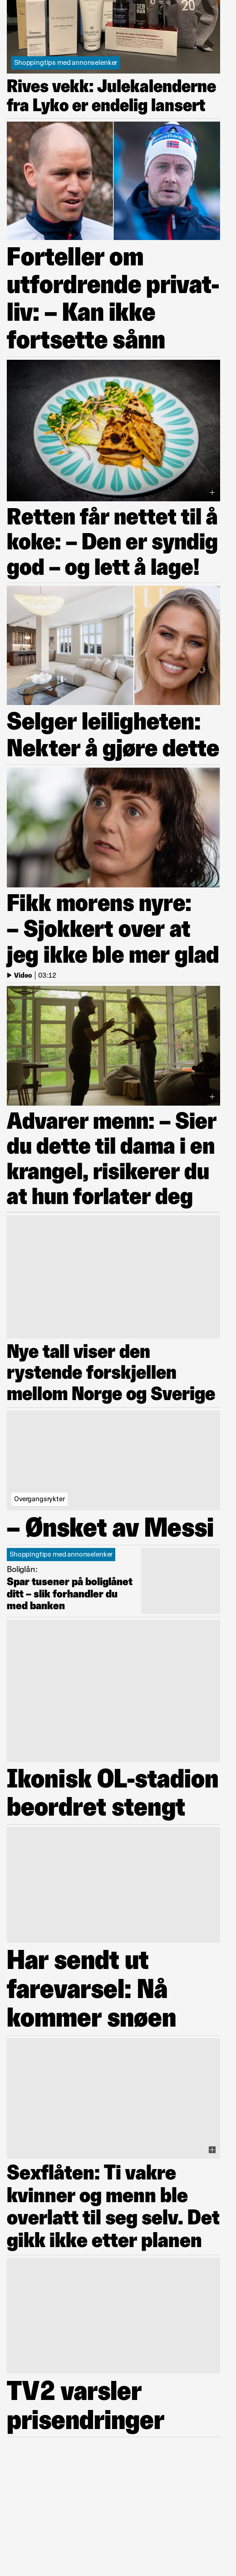 20
Shoppingtips med annonselenker
Rives vekk: Julekalenderne
fra Lyko er endelig lansert
Forteller om
utfordrende privat-
liv: – Kan ikke
fortsette sånn
Retten får nettet til å
koke: – Den er syndig
god – og lett å lage!
Selger leiligheten:
Nekter å gjøre dette
Fikk morens nyre:
– Sjokkert over at
jeg ikke ble mer glad
Video | 03:12
Advarer menn: – Sier
du dette til dama i en
krangel, risikerer du
at hun forlater deg
Nye tall viser den
rystende forskjellen
mellom Norge og Sverige
Overgangsrykter
– Ønsket av Messi
Shoppingtips med annonselenker
Boliglån:
Spar tusener på boliglånet
ditt – slik forhandler du
med banken
Ikonisk OL-stadion
beordret stengt
Har sendt ut
farevarsel: Nå
kommer snøen
Sexflåten: Ti vakre
kvinner og menn ble
overlatt til seg selv. Det
gikk ikke etter planen
TV2 varsler
prisendringer